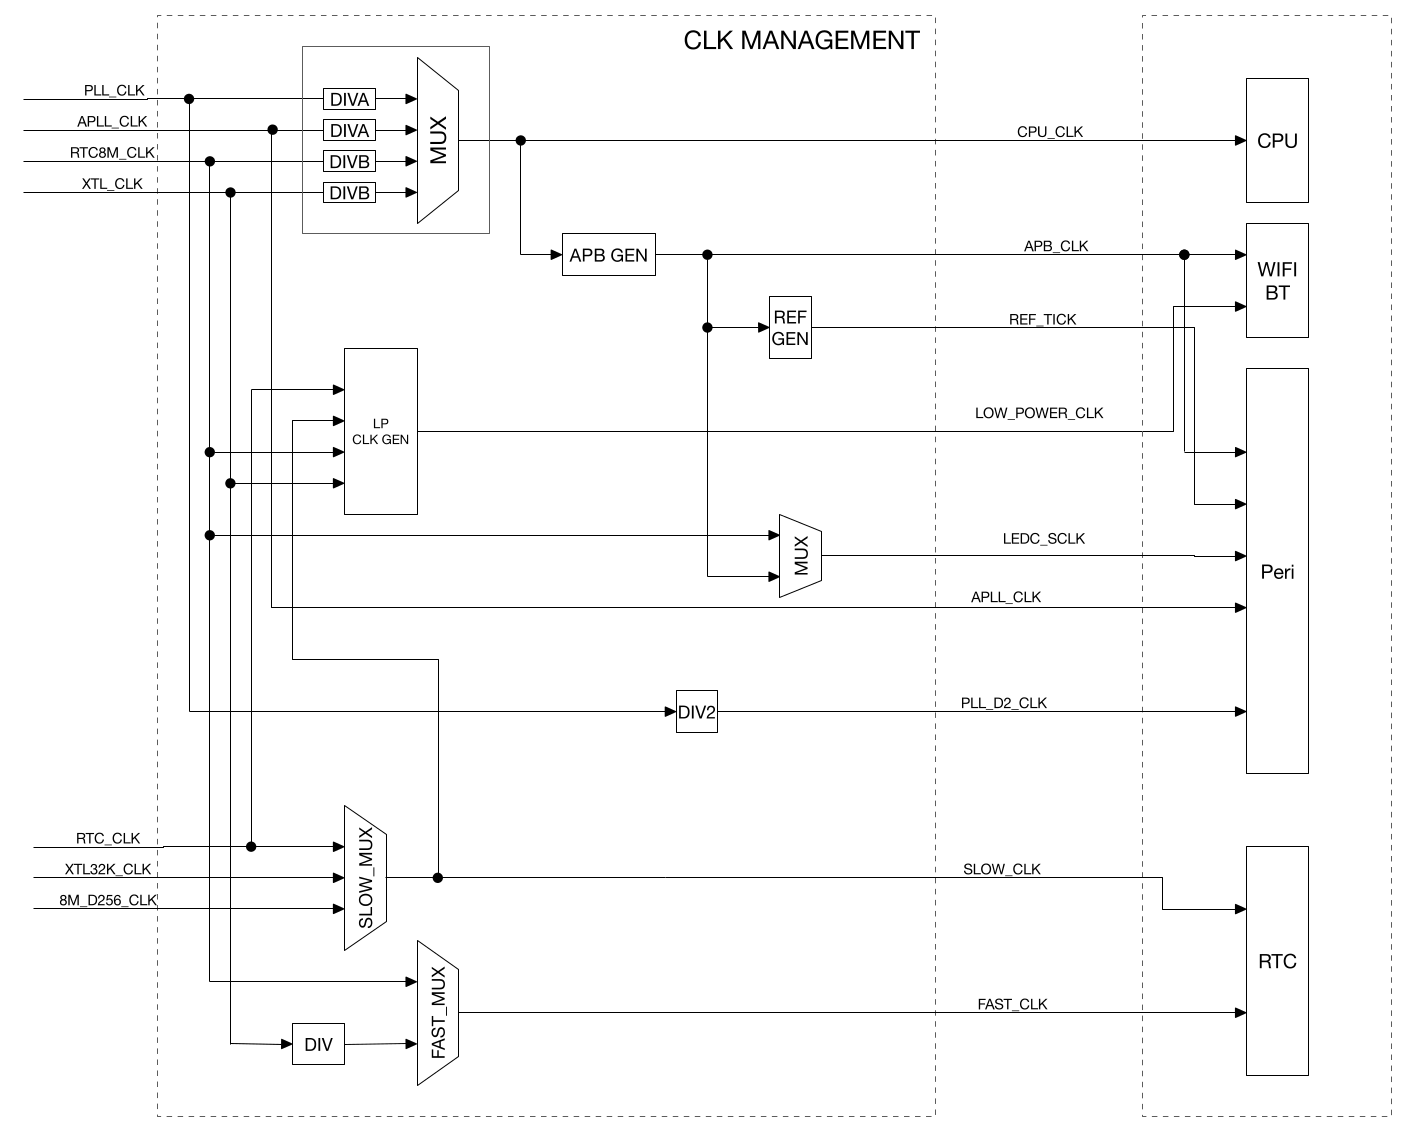 CLK MANAGEMENT
PLL_CLK
DIVA
APLL_CLK
DIVA
RTC8M_CLK
DIVB
XTL_CLK
DIVB
MUX
CPU_CLK
CPU
APB GEN
APB_CLK
WIFI
BT
REF
GEN
REF_TICK
LP
CLK GEN
LOW_POWER_CLK
MUX
LEDC_SCLK
Peri
APLL_CLK
DIV2
PLL_D2_CLK
RTC_CLK
XTL32K_CLK
8M_D256_CLK
SLOW_MUX
SLOW_CLK
RTC
FAST_MUX
FAST_CLK
DIV